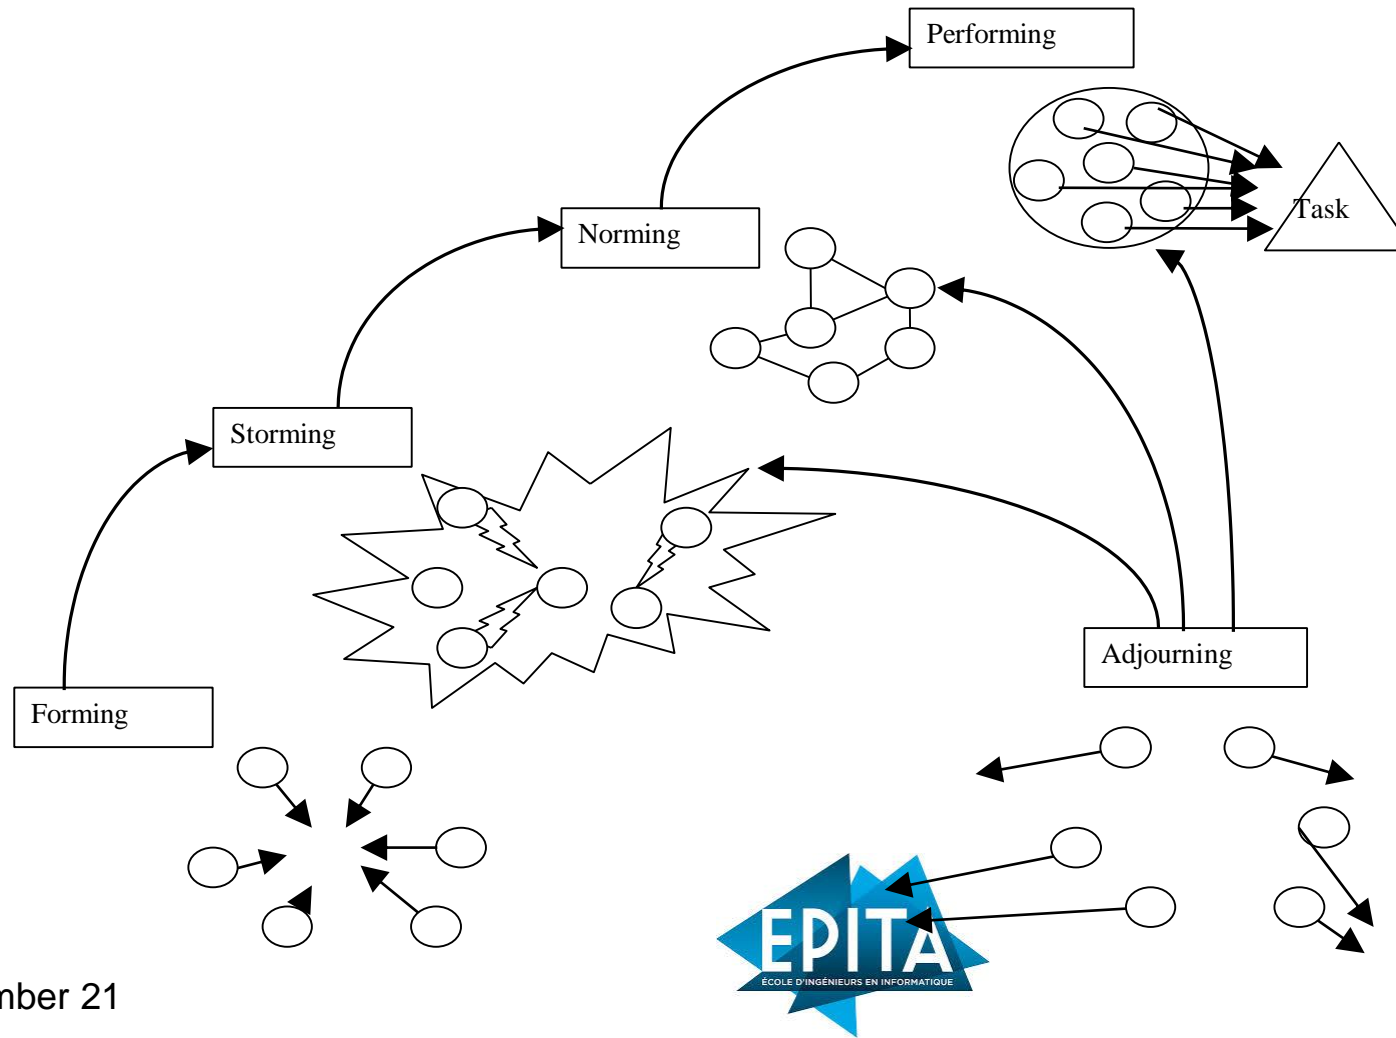 Performing
Task
Norming
Storming
Adjourning
Forming
EPITA
ÉCOLE D'INGÉNIEURS EN INFORMATIQUE
mber 21